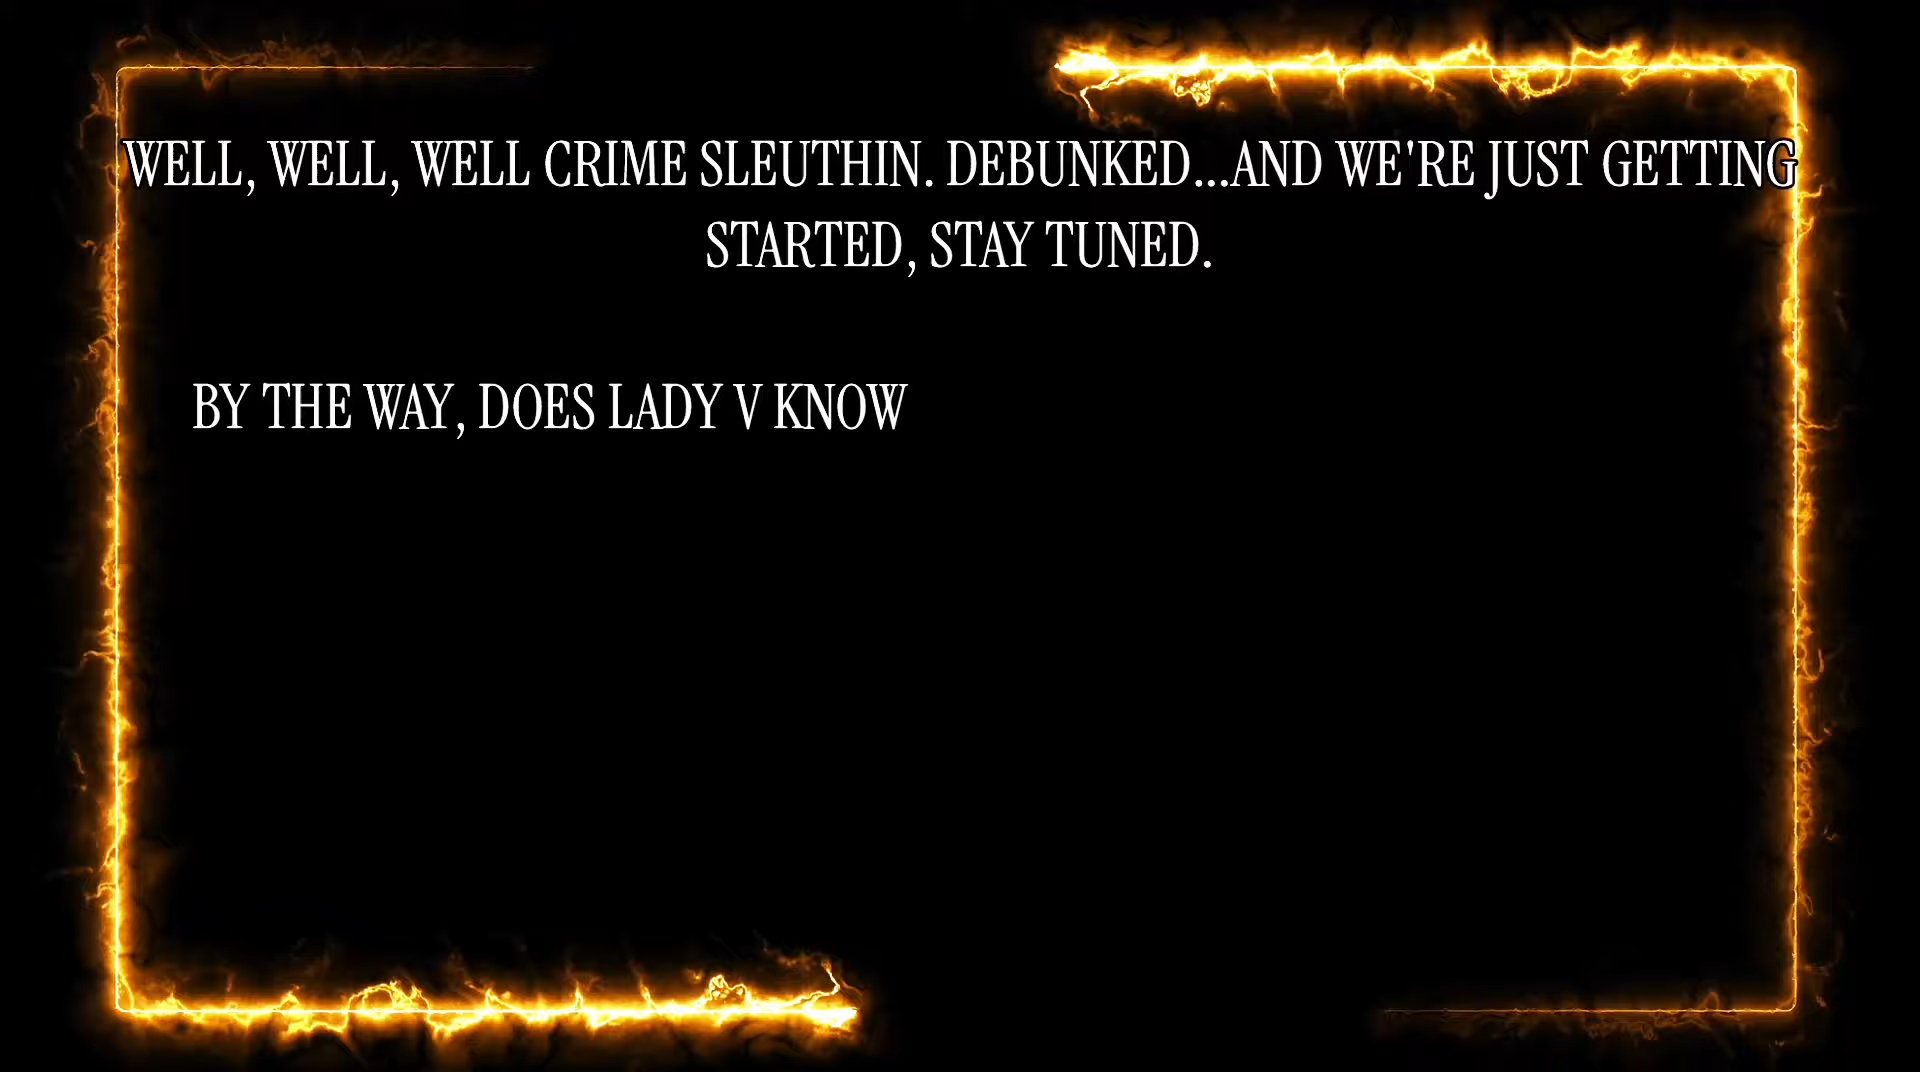 WELL, WELL, WELL CRIME SLEUTHIN. DEBUNKED...AND WE'RE JUST GETTING
STARTED, STAY TUNED.
BY THE WAY, DOES LADY V KNOW